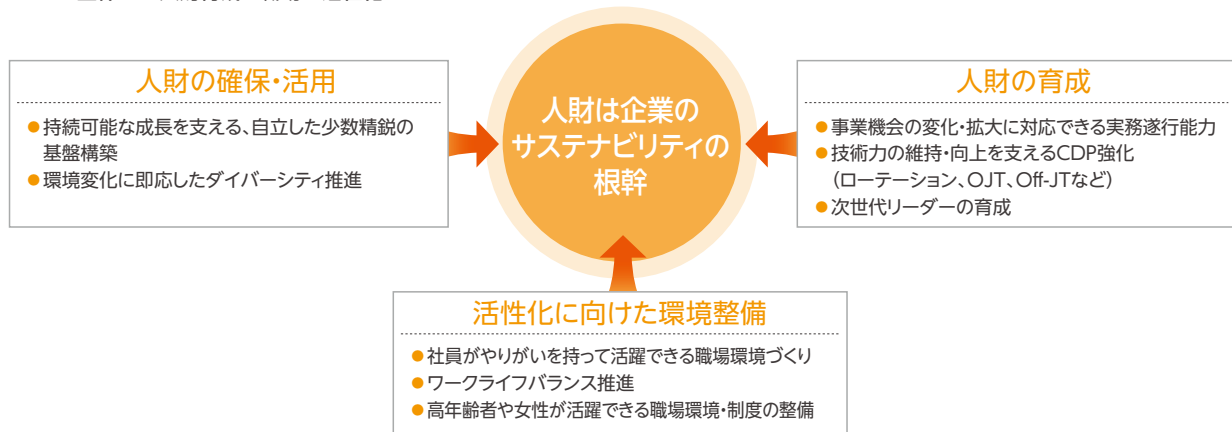 人財の確保・活用
●持続可能な成長を支える、自立した少数精鋭の
基盤構築
●環境変化に即応したダイバーシティ推進
人財は企業の
サステナビリティの
根幹
人財の育成
●事業機会の変化・拡大に対応できる実務遂行能力
●技術力の維持・向上を支えるCDP強化
（ローテーション、OJT、Off-JTなど）
●次世代リーダーの育成
活性化に向けた環境整備
●社員がやりがいを持って活躍できる職場環境づくり
●ワークライフバランス推進
●高年齢者や女性が活躍できる職場環境・制度の整備